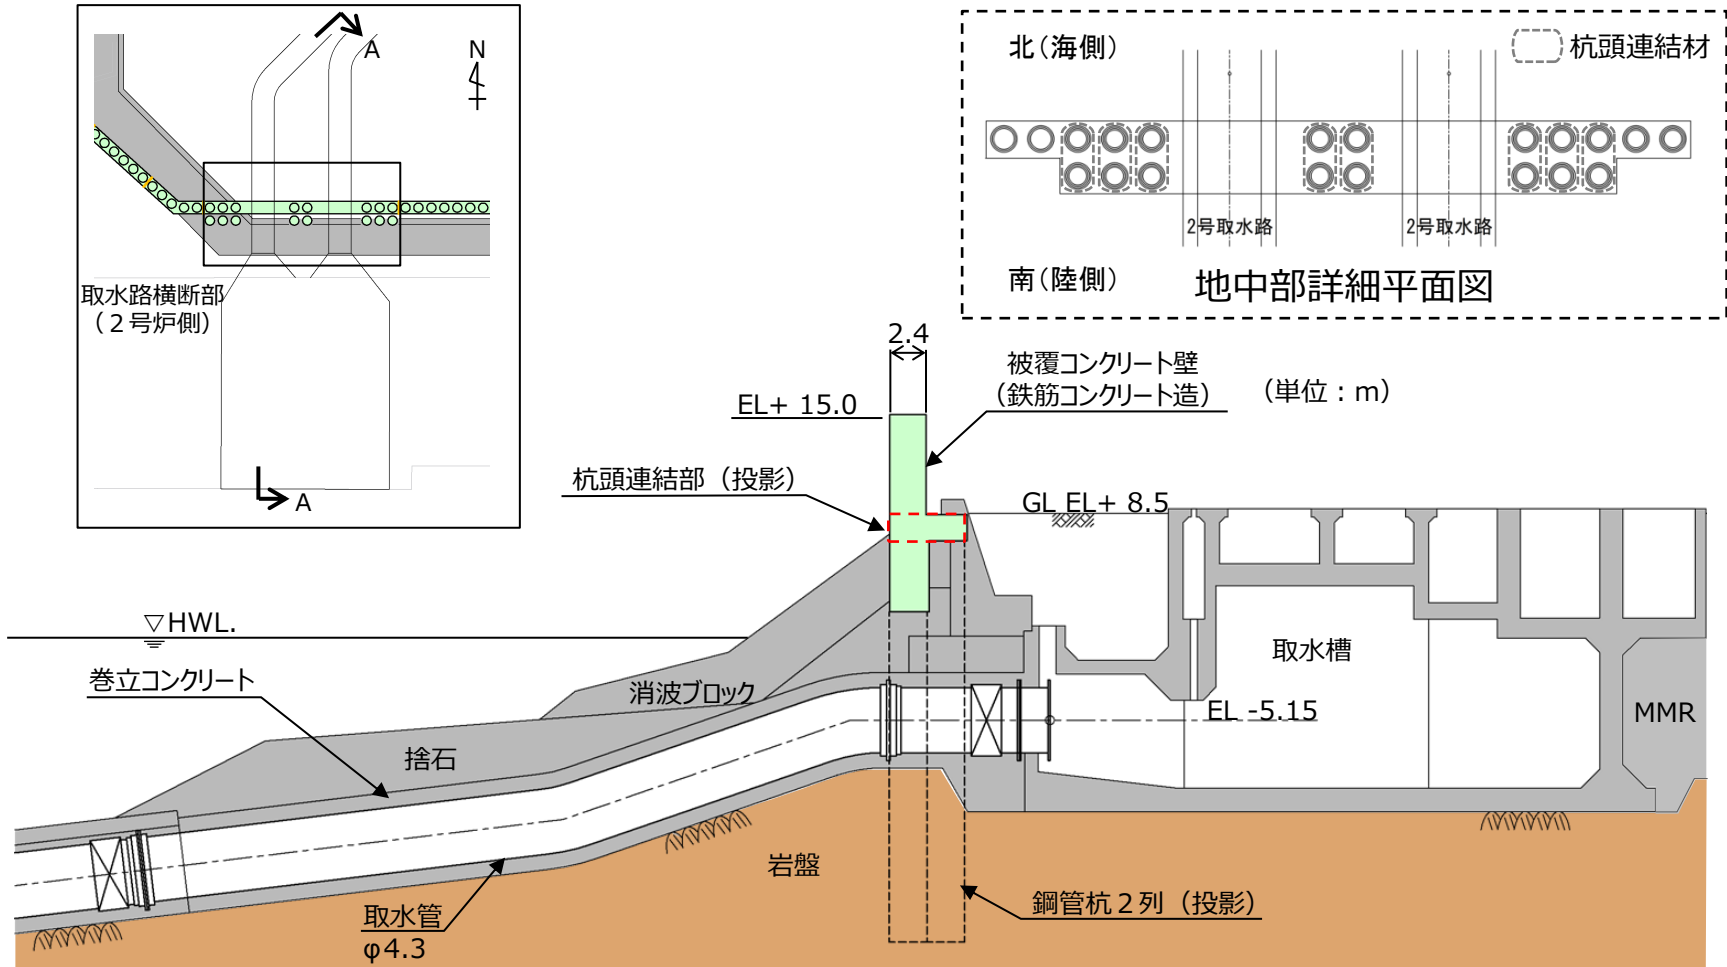 A
N
取水路横断部
（２号炉側）
A
北（海側）
杭頭連結材
2号取水路
2号取水路
南（陸側）
地中部詳細平面図
2.4
被覆コンクリート壁
（鉄筋コンクリート造）
（単位：m）
EL+ 15.0
杭頭連結部（投影）
GL EL+ 8.5
▽HWL.
巻立コンクリート
消波ブロック
取水槽
EL -5.15
MMR
捨石
岩盤
取水管
φ4.3
鋼管杭２列（投影）